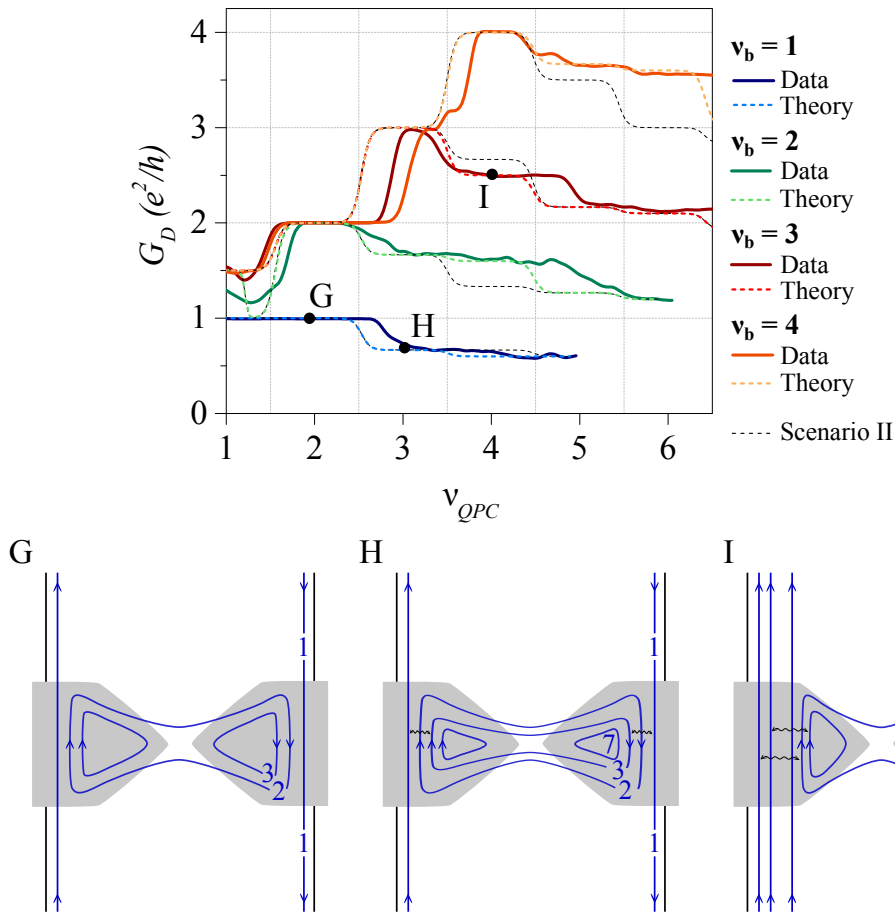 4
3
2
1
0
G_D (e²/h)
G
H
I
1 2 3 4 5 6
ν_QPC
ν_b = 1
Data
Theory
ν_b = 2
Data
Theory
ν_b = 3
Data
Theory
ν_b = 4
Data
Theory
Scenario II
G
1
3
2
1
H
1
7
3
2
1
I